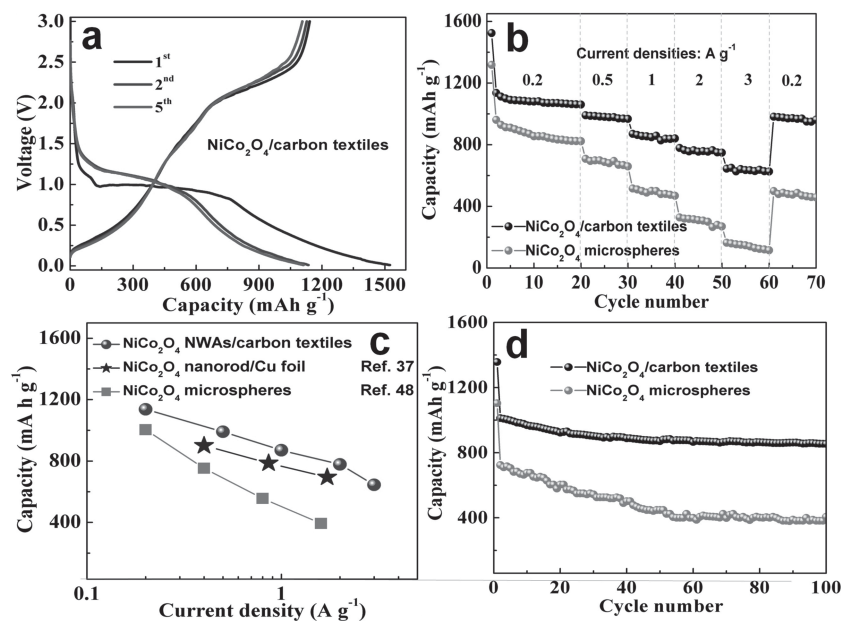 a
1st
2nd
5th
NiCo2O4/carbon textiles
3.0
2.5
2.0
1.5
1.0
0.5
0.0
Voltage (V)
0 300 600 900 1200 1500
Capacity (mAh g-1)
b
Current densities: A g-1
0.2 0.5 1 2 3 0.2
NiCo2O4/carbon textiles
NiCo2O4 microspheres
1600
1200
800
400
0
Capacity (mAh g-1)
0 10 20 30 40 50 60 70
Cycle number
c
NiCo2O4 NWAs/carbon textiles
NiCo2O4 nanorod/Cu foil Ref. 37
NiCo2O4 microspheres Ref. 48
1600
1200
800
400
Capacity (mA h g-1)
0.1 1
Current density (A g-1)
d
NiCo2O4/carbon textiles
NiCo2O4 microspheres
1600
1200
800
400
Capacity (mAh g-1)
0 20 40 60 80 100
Cycle number